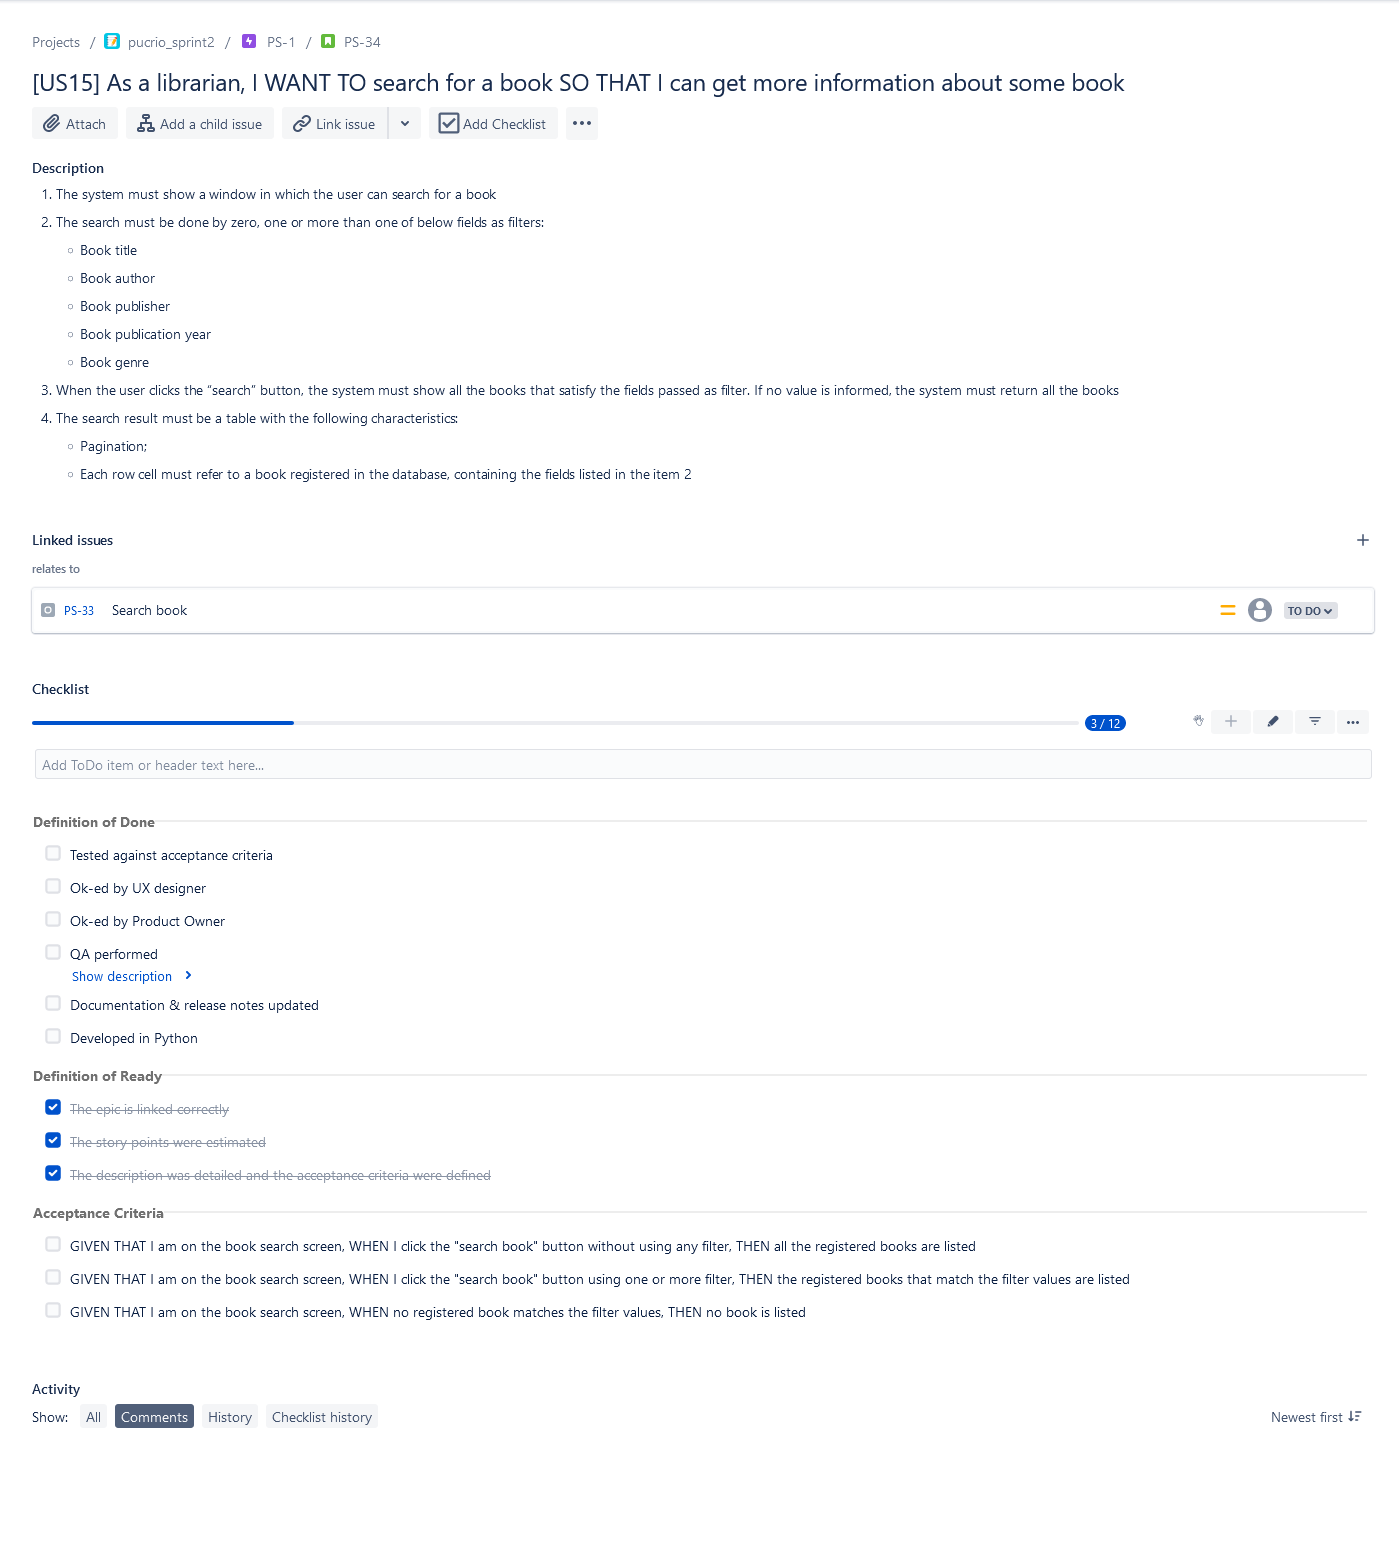 Projects / pucrio_sprint2 / PS-1 / PS-34
[US15] As a librarian, I WANT TO search for a book SO THAT I can get more information about some book
Attach Add a child issue Link issue Add Checklist
Description
1. The system must show a window in which the user can search for a book
2. The search must be done by zero, one or more than one of below fields as filters:
Book title
Book author
Book publisher
Book publication year
Book genre
3. When the user clicks the “search” button, the system must show all the books that satisfy the fields passed as filter. If no value is informed, the system must return all the books
4. The search result must be a table with the following characteristics:
Pagination;
Each row cell must refer to a book registered in the database, containing the fields listed in the item 2
Linked issues
relates to
PS-33 Search book TO DO
Checklist
3 / 12
Add ToDo item or header text here...
Definition of Done
Tested against acceptance criteria
Ok-ed by UX designer
Ok-ed by Product Owner
QA performed
Show description
Documentation & release notes updated
Developed in Python
Definition of Ready
The epic is linked correctly
The story points were estimated
The description was detailed and the acceptance criteria were defined
Acceptance Criteria
GIVEN THAT I am on the book search screen, WHEN I click the "search book" button without using any filter, THEN all the registered books are listed
GIVEN THAT I am on the book search screen, WHEN I click the "search book" button using one or more filter, THEN the registered books that match the filter values are listed
GIVEN THAT I am on the book search screen, WHEN no registered book matches the filter values, THEN no book is listed
Activity
Show: All Comments History Checklist history Newest first